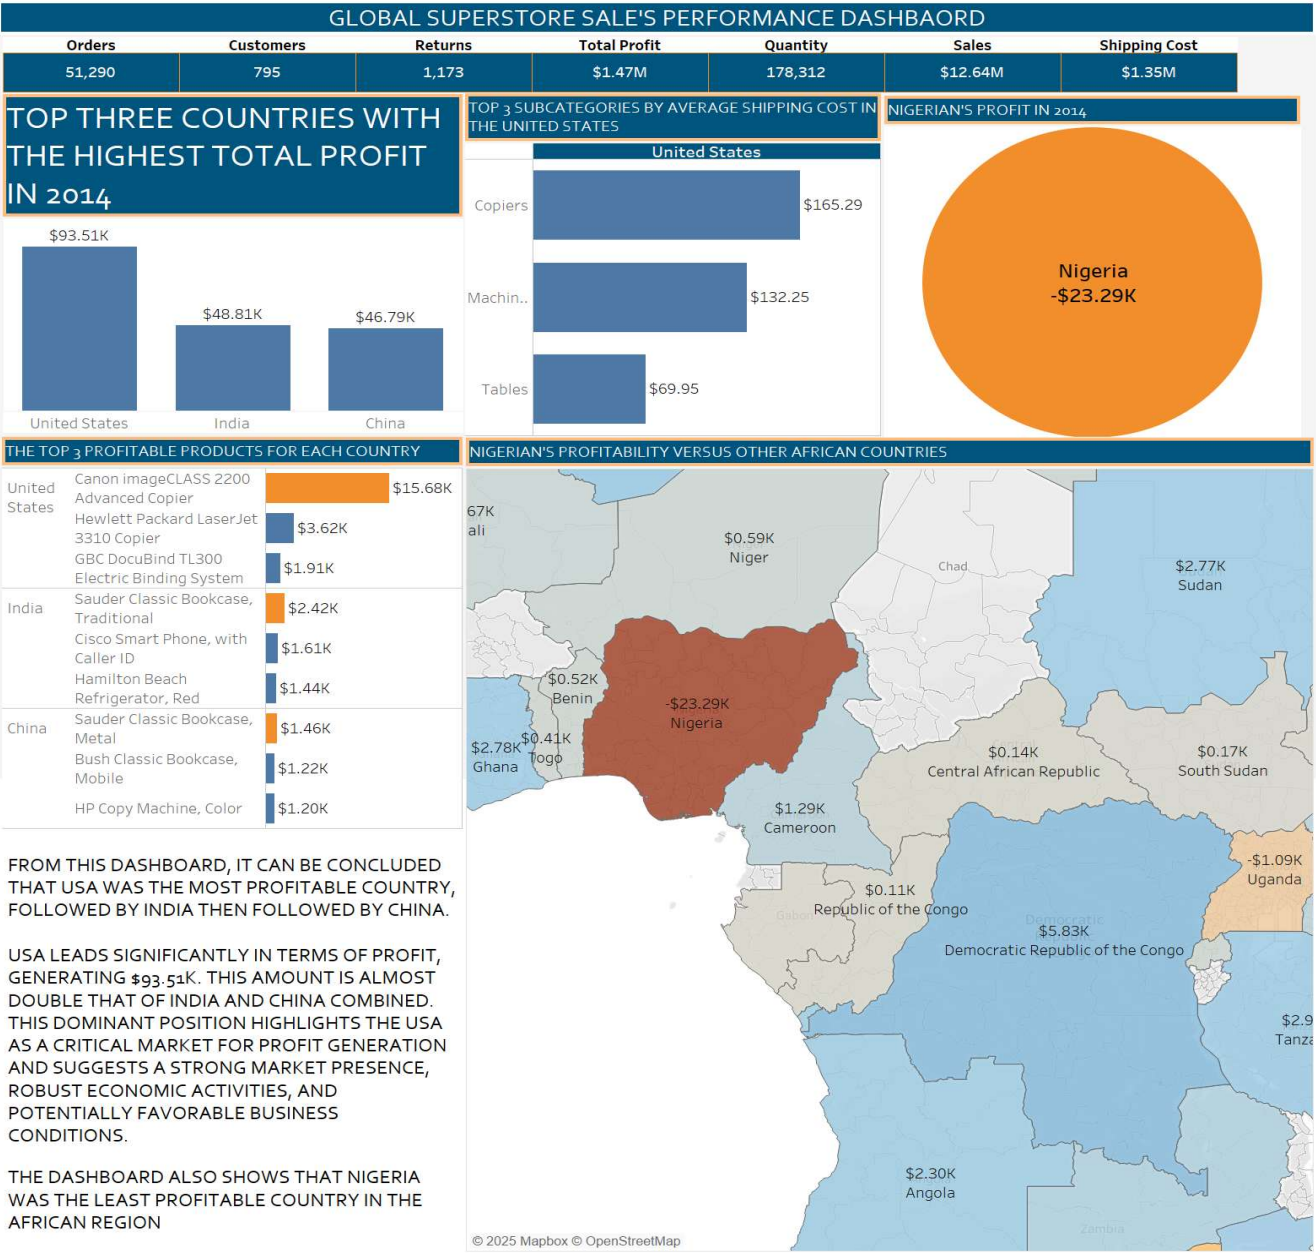 GLOBAL SUPERSTORE SALE'S PERFORMANCE DASHBAORD
Orders Customers Returns Total Profit Quantity Sales Shipping Cost
51,290 795 1,173 $1.47M 178,312 $12.64M $1.35M
TOP THREE COUNTRIES WITH
THE HIGHEST TOTAL PROFIT
IN 2014
$93.51K
$48.81K
$46.79K
United States India China
TOP 3 SUBCATEGORIES BY AVERAGE SHIPPING COST IN
THE UNITED STATES
United States
Copiers $165.29
Machin.. $132.25
Tables $69.95
NIGERIAN'S PROFIT IN 2014
Nigeria
-$23.29K
THE TOP 3 PROFITABLE PRODUCTS FOR EACH COUNTRY
United
States
Canon imageCLASS 2200
Advanced Copier
$15.68K
Hewlett Packard LaserJet
3310 Copier
$3.62K
GBC DocuBind TL300
Electric Binding System
$1.91K
India
Sauder Classic Bookcase,
Traditional
$2.42K
Cisco Smart Phone, with
Caller ID
$1.61K
Hamilton Beach
Refrigerator, Red
$1.44K
China
Sauder Classic Bookcase,
Metal
$1.46K
Bush Classic Bookcase,
Mobile
$1.22K
HP Copy Machine, Color
$1.20K
NIGERIAN'S PROFITABILITY VERSUS OTHER AFRICAN COUNTRIES
67K
ali
$0.59K
Niger
Chad
$2.77K
Sudan
$0.52K
Benin
-$23.29K
Nigeria
$2.78K
Ghana
$0.41K
Togo
$0.14K
Central African Republic
$0.17K
South Sudan
$1.29K
Cameroon
-$1.09K
Uganda
Gabon
$0.11K
Republic of the Congo
Democratic
$5.83K
Democratic Republic of the Congo
$2.9
Tanza
$2.30K
Angola
Zambia
© 2025 Mapbox © OpenStreetMap
FROM THIS DASHBOARD, IT CAN BE CONCLUDED
THAT USA WAS THE MOST PROFITABLE COUNTRY,
FOLLOWED BY INDIA THEN FOLLOWED BY CHINA.
USA LEADS SIGNIFICANTLY IN TERMS OF PROFIT,
GENERATING $93.51K. THIS AMOUNT IS ALMOST
DOUBLE THAT OF INDIA AND CHINA COMBINED.
THIS DOMINANT POSITION HIGHLIGHTS THE USA
AS A CRITICAL MARKET FOR PROFIT GENERATION
AND SUGGESTS A STRONG MARKET PRESENCE,
ROBUST ECONOMIC ACTIVITIES, AND
POTENTIALLY FAVORABLE BUSINESS
CONDITIONS.
THE DASHBOARD ALSO SHOWS THAT NIGERIA
WAS THE LEAST PROFITABLE COUNTRY IN THE
AFRICAN REGION